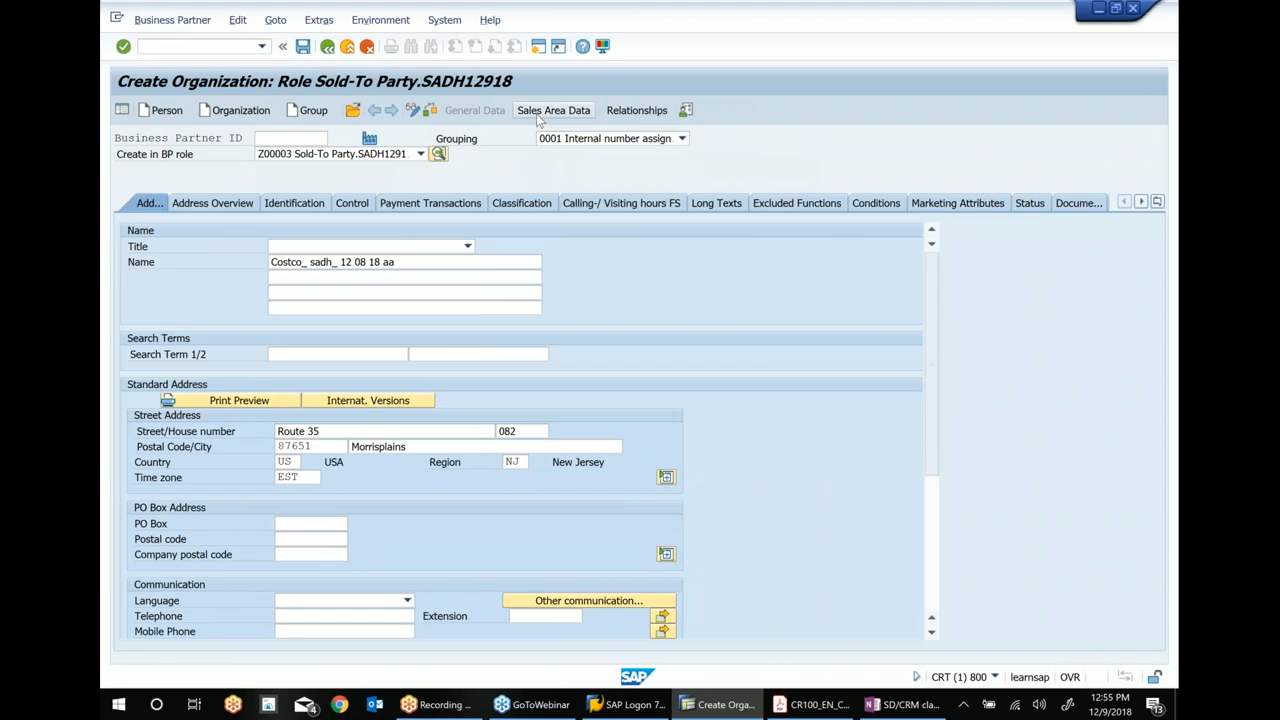 Business Partner Edit Goto Extras Environment System Help
Create Organization: Role Sold-To Party.SADH12918
Person Organization Group General Data Sales Area Data Relationships
Business Partner ID Grouping 0001 Internal number assign.
Create in BP role Z00003 Sold-To Party.SADH1291
Add... Address Overview Identification Control Payment Transactions Classification Calling-/ Visiting hours FS Long Texts Excluded Functions Conditions Marketing Attributes Status Docume...
Name
Title
Name Costco_ sadh_ 12 08 18 aa
Search Terms
Search Term 1/2
Standard Address
Print Preview Internat. Versions
Street Address
Street/House number Route 35 082
Postal Code/City 87651 Morrisplains
Country US USA Region NJ New Jersey
Time zone EST
PO Box Address
PO Box
Postal code
Company postal code
Communication
Language Other communication...
Telephone Extension
Mobile Phone
SAP CRT (1) 800 learnsap OVR
Recording ... GoToWebinar SAP Logon 7... Create Orga... CR100_EN_C... SD/CRM cla... 12:55 PM
12/9/2018
4 13